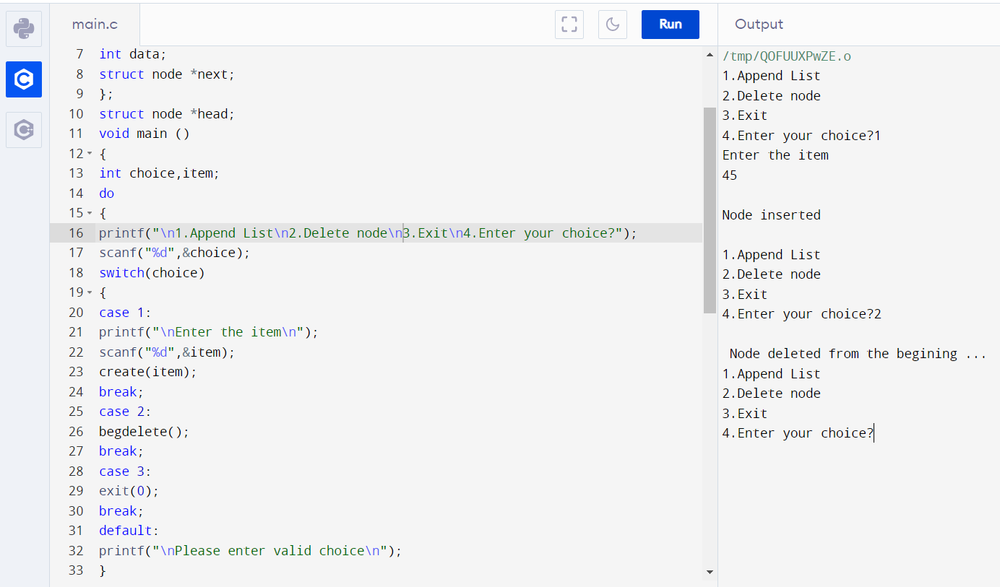 main.c
Run
Output
7 int data;
8 struct node *next;
9 };
10 struct node *head;
11 void main ()
12 {
13 int choice,item;
14 do
15 {
16 printf("\n1.Append List\n2.Delete node\n3.Exit\n4.Enter your choice?");
17 scanf("%d",&choice);
18 switch(choice)
19 {
20 case 1:
21 printf("\nEnter the item\n");
22 scanf("%d",&item);
23 create(item);
24 break;
25 case 2:
26 begdelete();
27 break;
28 case 3:
29 exit(0);
30 break;
31 default:
32 printf("\nPlease enter valid choice\n");
33 }
/tmp/QOFUUXPwZE.o
1.Append List
2.Delete node
3.Exit
4.Enter your choice?1
Enter the item
45
Node inserted
1.Append List
2.Delete node
3.Exit
4.Enter your choice?2
Node deleted from the begining ...
1.Append List
2.Delete node
3.Exit
4.Enter your choice?